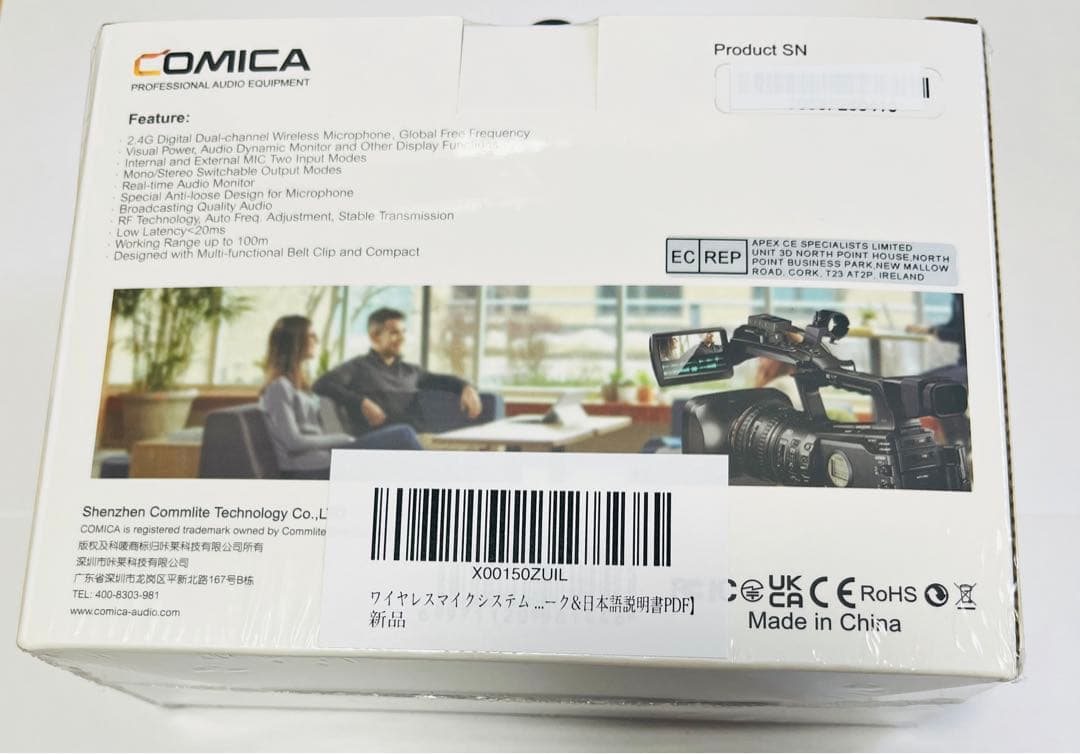 COMICA
PROFESSIONAL AUDIO EQUIPMENT
Product SN
Feature:
· 2.4G Digital Dual-channel Wireless Microphone, Global Free Frequency
· Visual Power, Audio Dynamic Monitor and Other Display Functions
· Internal and External MIC Two Input Modes
· Mono/Stereo Switchable Output Modes
· Real-time Audio Monitor
· Special Anti-loose Design for Microphone
· Broadcasting Quality Audio
· RF Technology, Auto Freq. Adjustment, Stable Transmission
· Low Latency<20ms
· Working Range up to 100m
· Designed with Multi-functional Belt Clip and Compact
EC REP
APEX CE SPECIALISTS LIMITED
UNIT 3D NORTH POINT HOUSE,NORTH
POINT BUSINESS PARK,NEW MALLOW
ROAD, CORK, T23 AT2P, IRELAND
Shenzhen Commlite Technology Co.,L
COMICA is registered trademark owned by Commlite
版权及科唛商标归咔莱科技有限公司所有
深圳市咔莱科技有限公司
广东省深圳市龙岗区平新北路167号B栋
TEL: 400-8303-981
www.comica-audio.com
X00150ZUIL
ワイヤレスマイクシステム ...ーク&日本語説明書PDF】
新品
UK
CA CE RoHS
Made in China